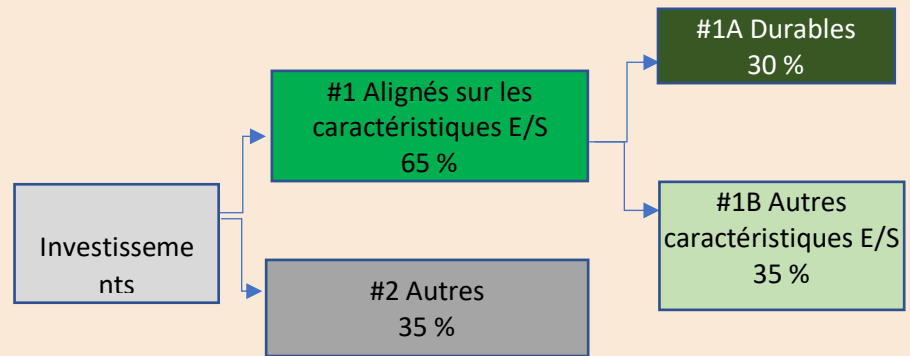 #1A Durables
30 %
#1 Alignés sur les
caractéristiques E/S
65 %
#1B Autres
caractéristiques E/S
35 %
Investisseme
nts
#2 Autres
35 %